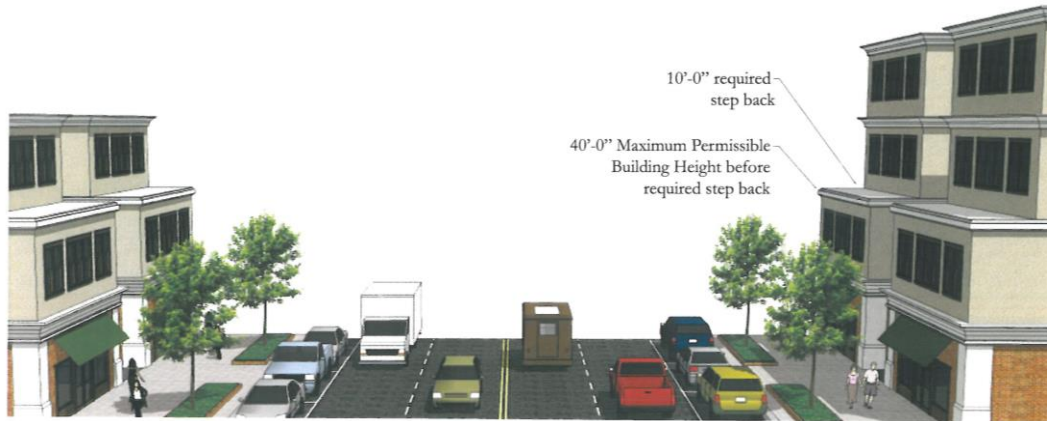 10’-0” required
step back
40’-0” Maximum Permissible
Building Height before
required step back